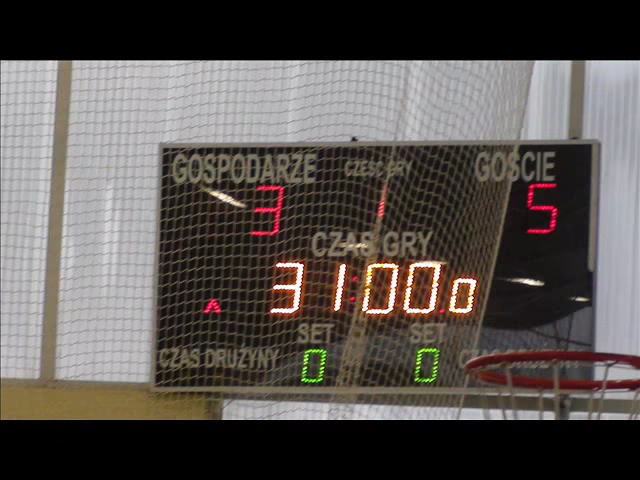 GOSPODARZE CZĘŚĆ GRY GOŚCIE
3 1 5
CZAS GRY
31:00.0
SET SET
CZAS DRUŻYNY 0 0